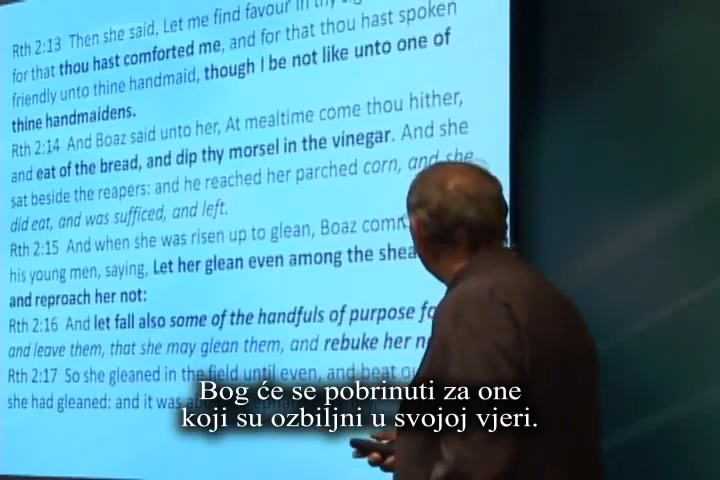 Rth 2:13 Then she said, Let me find favour in thy
for that thou hast comforted me, and for that thou hast spoken
friendly unto thine handmaid, though I be not like unto one of
thine handmaidens.
Rth 2:14 And Boaz said unto her, At mealtime come thou hither,
and eat of the bread, and dip thy morsel in the vinegar. And she
sat beside the reapers: and he reached her parched corn, and she
did eat, and was sufficed, and left.
Rth 2:15 And when she was risen up to glean, Boaz
his young men, saying, Let her glean even among the
and reproach her not:
Rth 2:16 And let fall also some of the handfuls of purpose
and leave them, that she may glean them, and rebuke her
Rth 2:17 So she gleaned in the field until even, and beat
she had gleaned: and it was
Bog će se pobrinuti za one
koji su ozbiljni u svojoj vjeri.